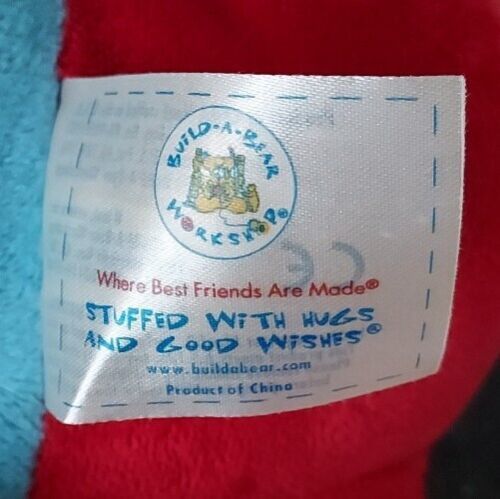 BUILD-A-BEAR
WORKSHOP®
Where Best Friends Are Made®
STUFFED WITH HUGS
AND GOOD WISHES®
www.buildabear.com
Product of China